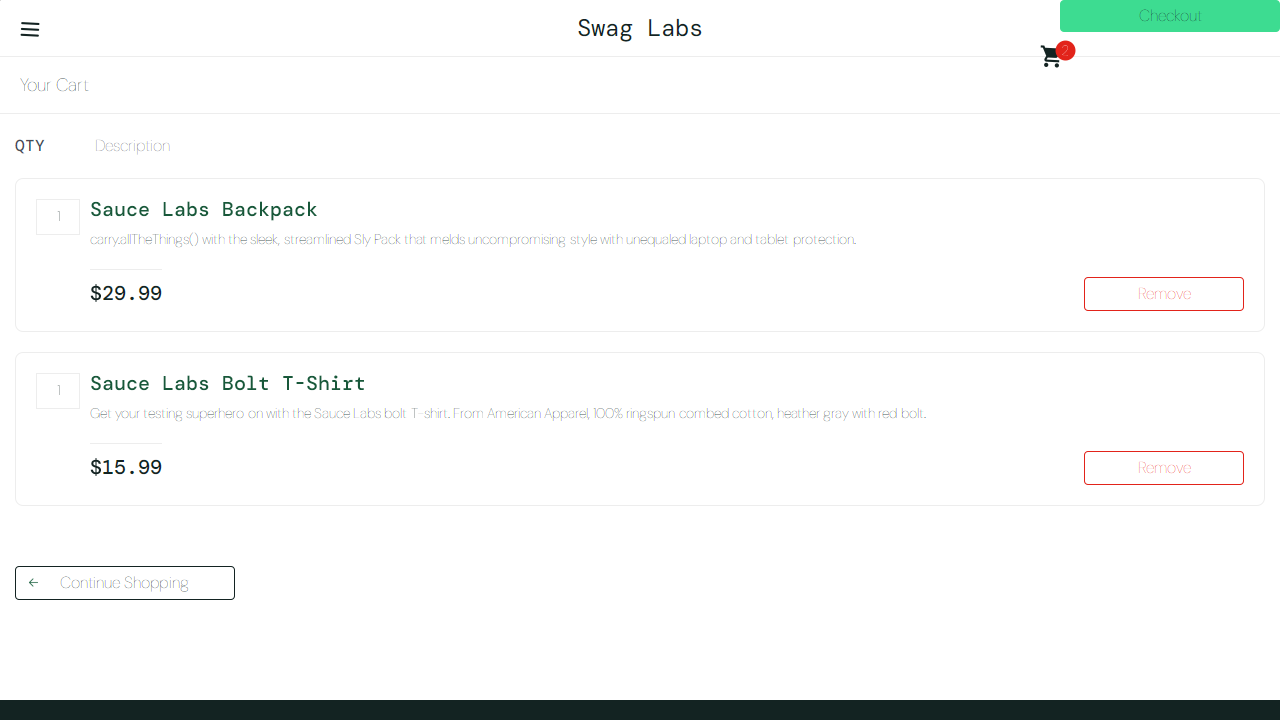 Swag Labs
Checkout
2
Your Cart
QTY
Description
1
Sauce Labs Backpack
carry.allTheThings() with the sleek, streamlined Sly Pack that melds uncompromising style with unequaled laptop and tablet protection.
$29.99
Remove
1
Sauce Labs Bolt T-Shirt
Get your testing superhero on with the Sauce Labs bolt T-shirt. From American Apparel, 100% ringspun combed cotton, heather gray with red bolt.
$15.99
Remove
Continue Shopping